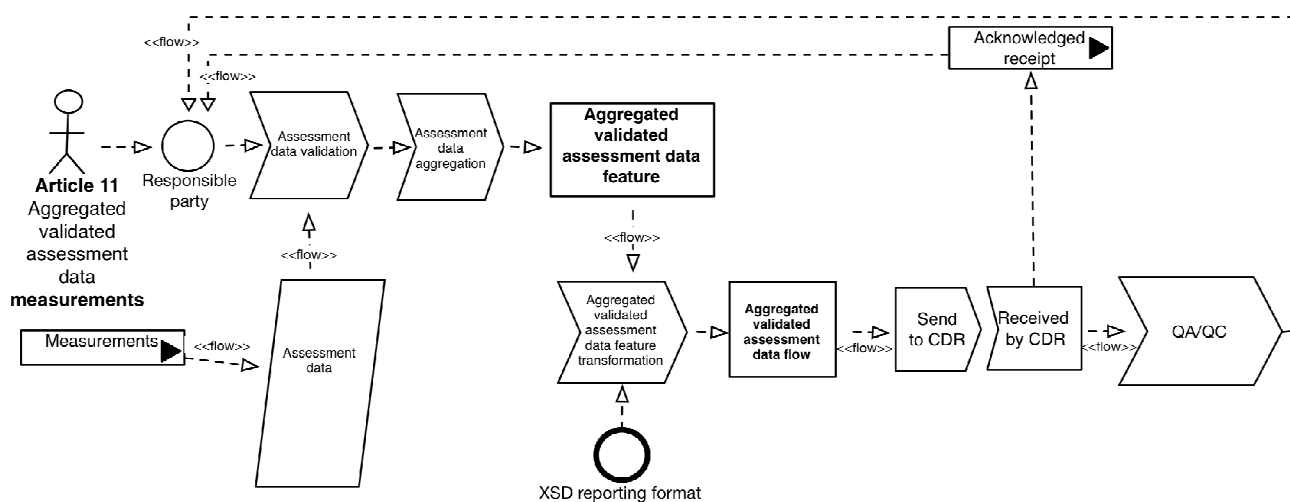 <<flow>>
Acknowledged
receipt
<<flow>>
Assessment
data validation
Assessment
data
aggregation
Aggregated
validated
assessment data
feature
Article 11
Aggregated
validated
assessment
data
measurements
Responsible
party
<<flow>>
<<flow>>
Measurements
<<flow>>
Assessment
data
Aggregated
validated
assessment
data feature
transformation
Aggregated
validated
assessment
data flow
<<flow>>
Send
to CDR
Received
by CDR
<<flow>>
QA/QC
XSD reporting format